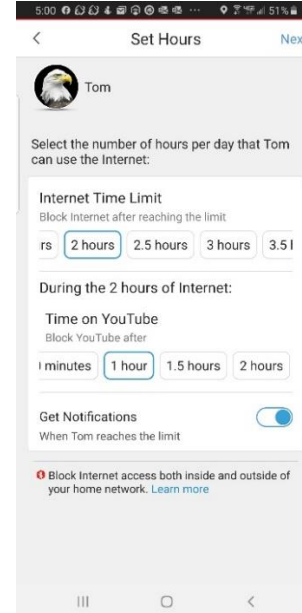 5:00 51%
Set Hours Nex
Tom
Select the number of hours per day that Tom
can use the Internet:
Internet Time Limit
Block Internet after reaching the limit
rs 2 hours 2.5 hours 3 hours 3.5 l
During the 2 hours of Internet:
Time on YouTube
Block YouTube after
minutes 1 hour 1.5 hours 2 hours
Get Notifications
When Tom reaches the limit
Block Internet access both inside and outside of
your home network. Learn more